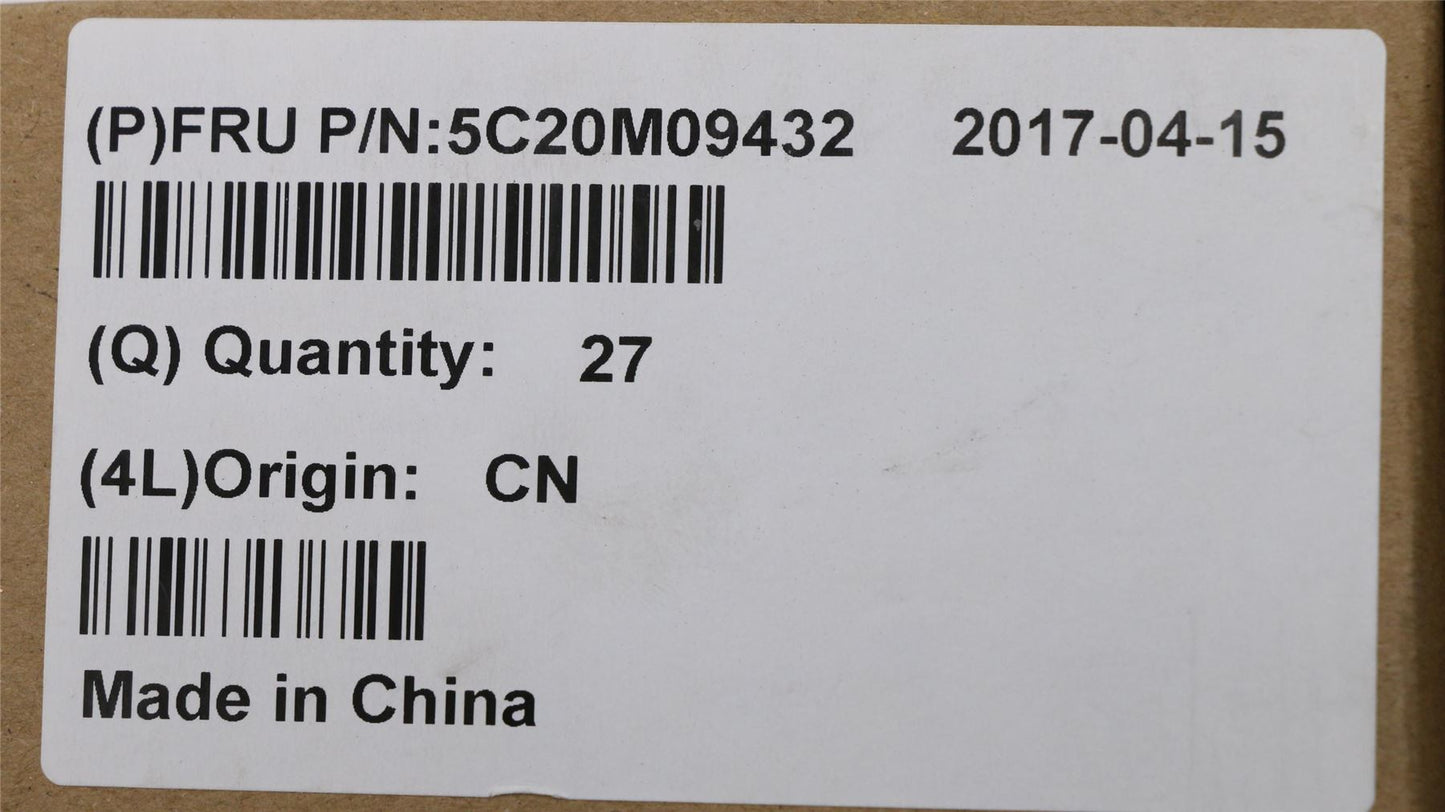 (P)FRU P/N:5C20M09432 2017-04-15
(Q) Quantity: 27
(4L)Origin: CN
Made in China